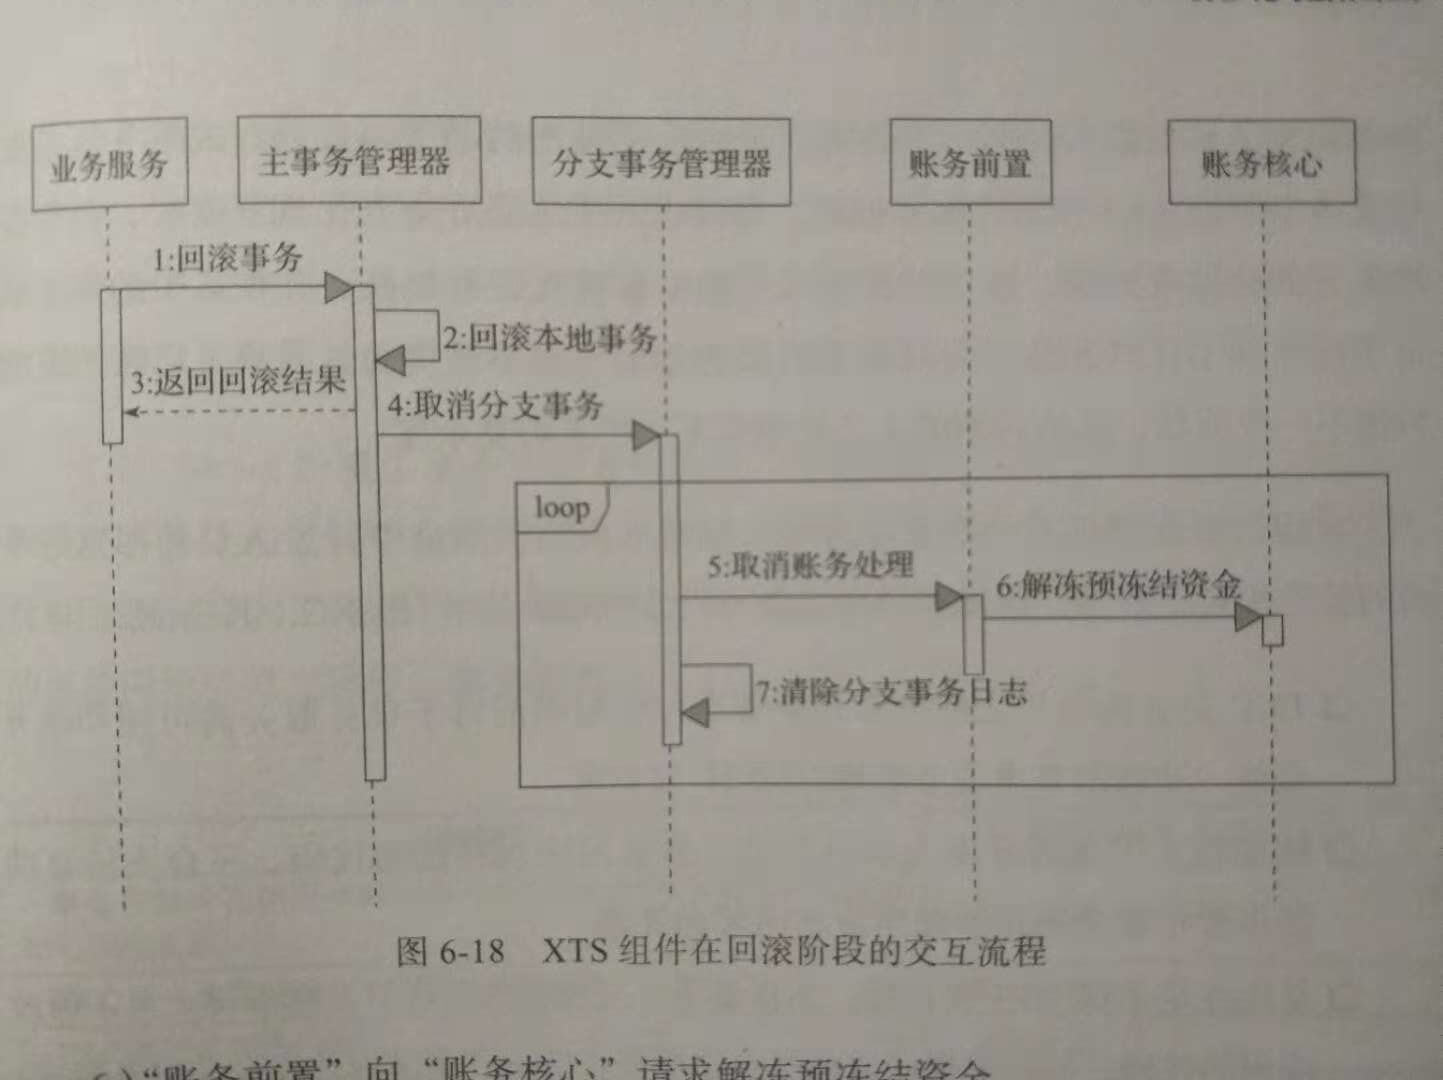 业务服务
主事务管理器
分支事务管理器
账务前置
账务核心
1:回滚事务
2:回滚本地事务
3:返回回滚结果
4:取消分支事务
loop
5:取消账务处理
6:解冻预冻结资金
7:清除分支事务日志
图 6-18 XTS 组件在回滚阶段的交互流程
6)“账务前置”向“账务核心”请求解冻预冻结资金